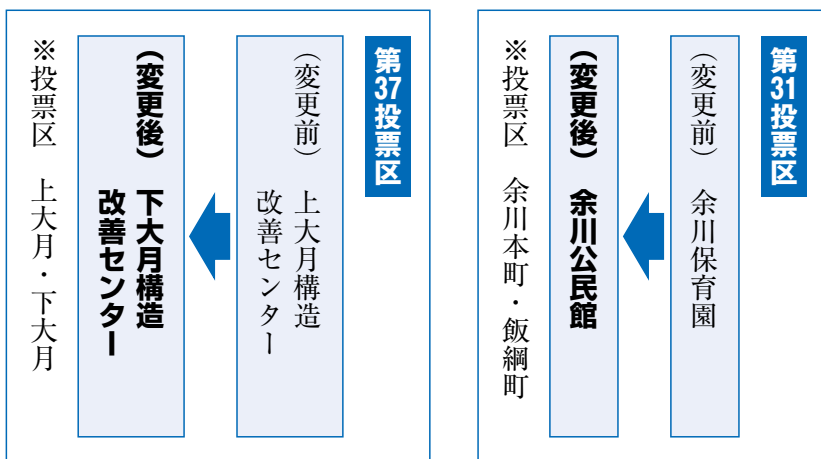 第31投票区
（変更前）　余川保育園
（変更後）　余川公民館
※投票区　余川本町・飯綱町
第37投票区
（変更前）　上大月構造
改善センター
（変更後）　下大月構造
改善センター
※投票区　上大月・下大月